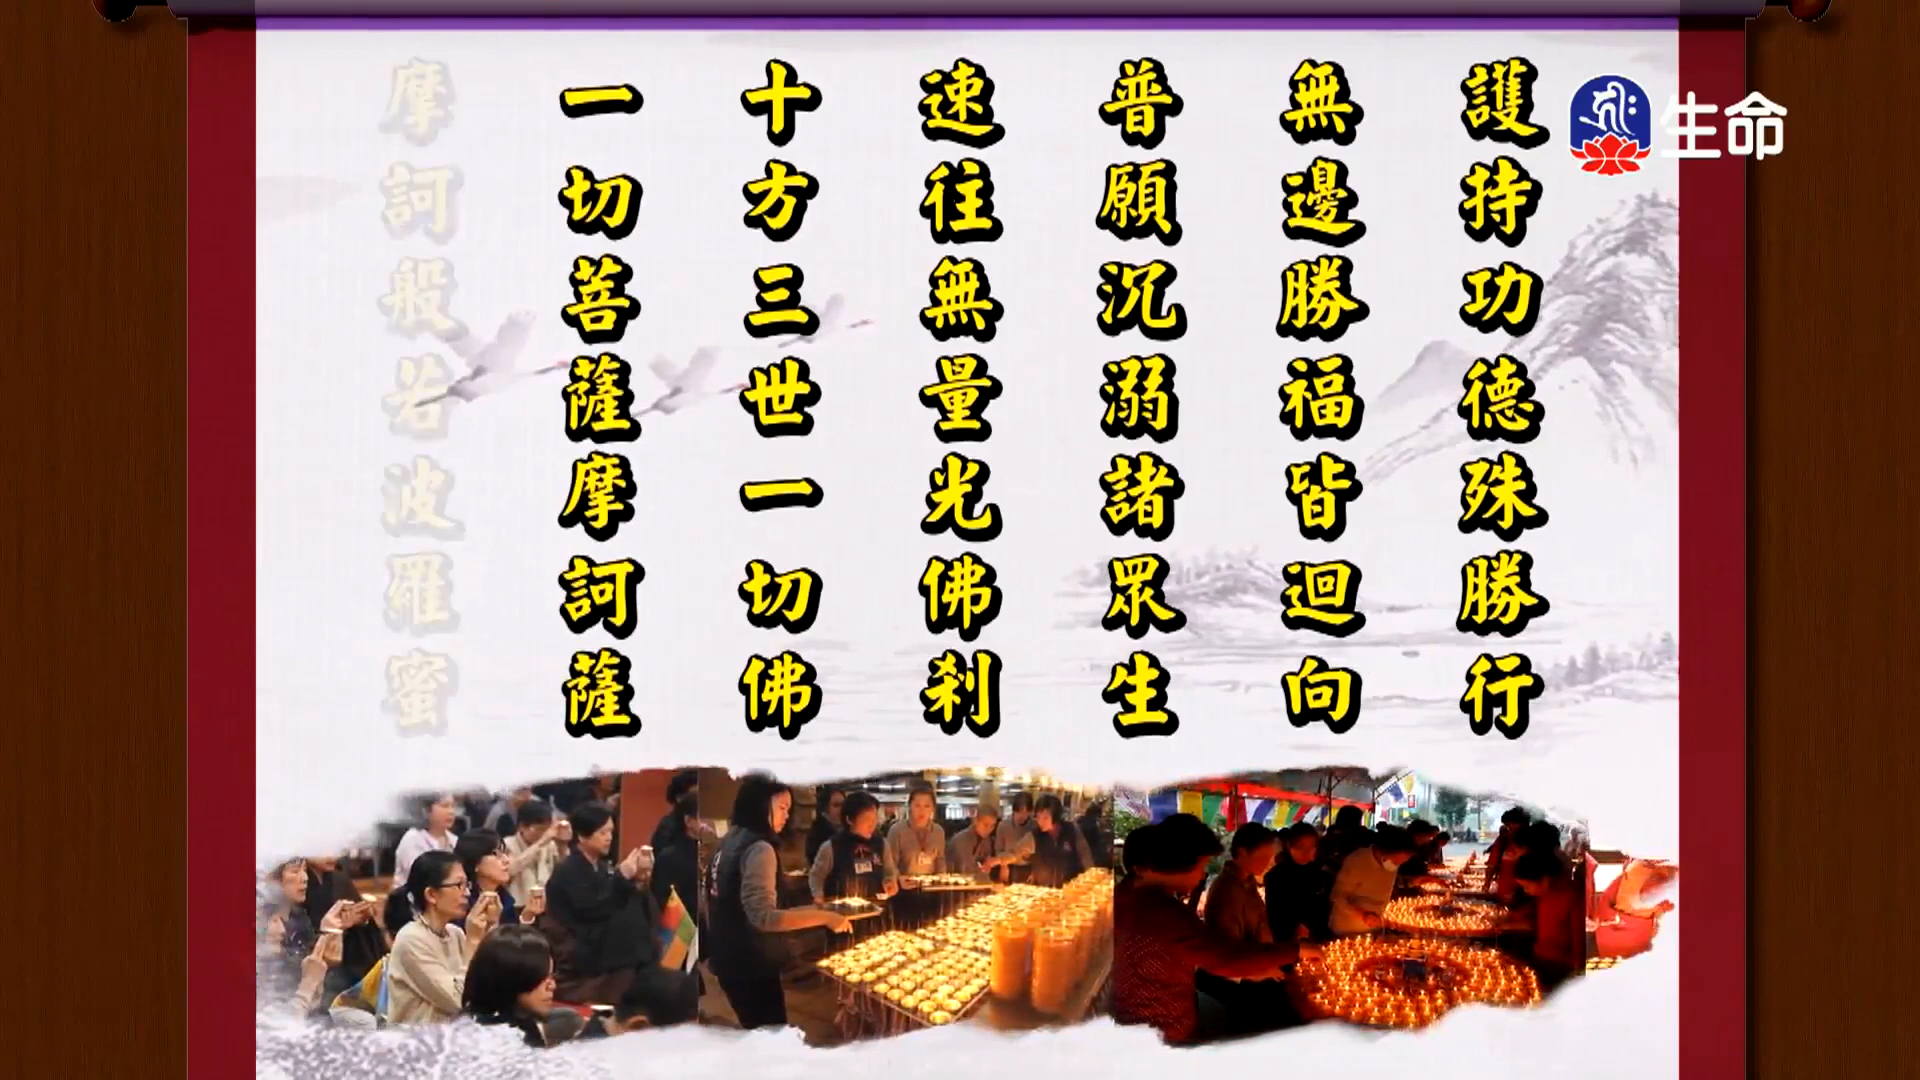 護持功德殊勝行
無邊勝福皆迴向
普願沉溺諸眾生
速往無量光佛剎
十方三世一切佛
一切菩薩摩訶薩
摩訶般若波羅蜜
生命